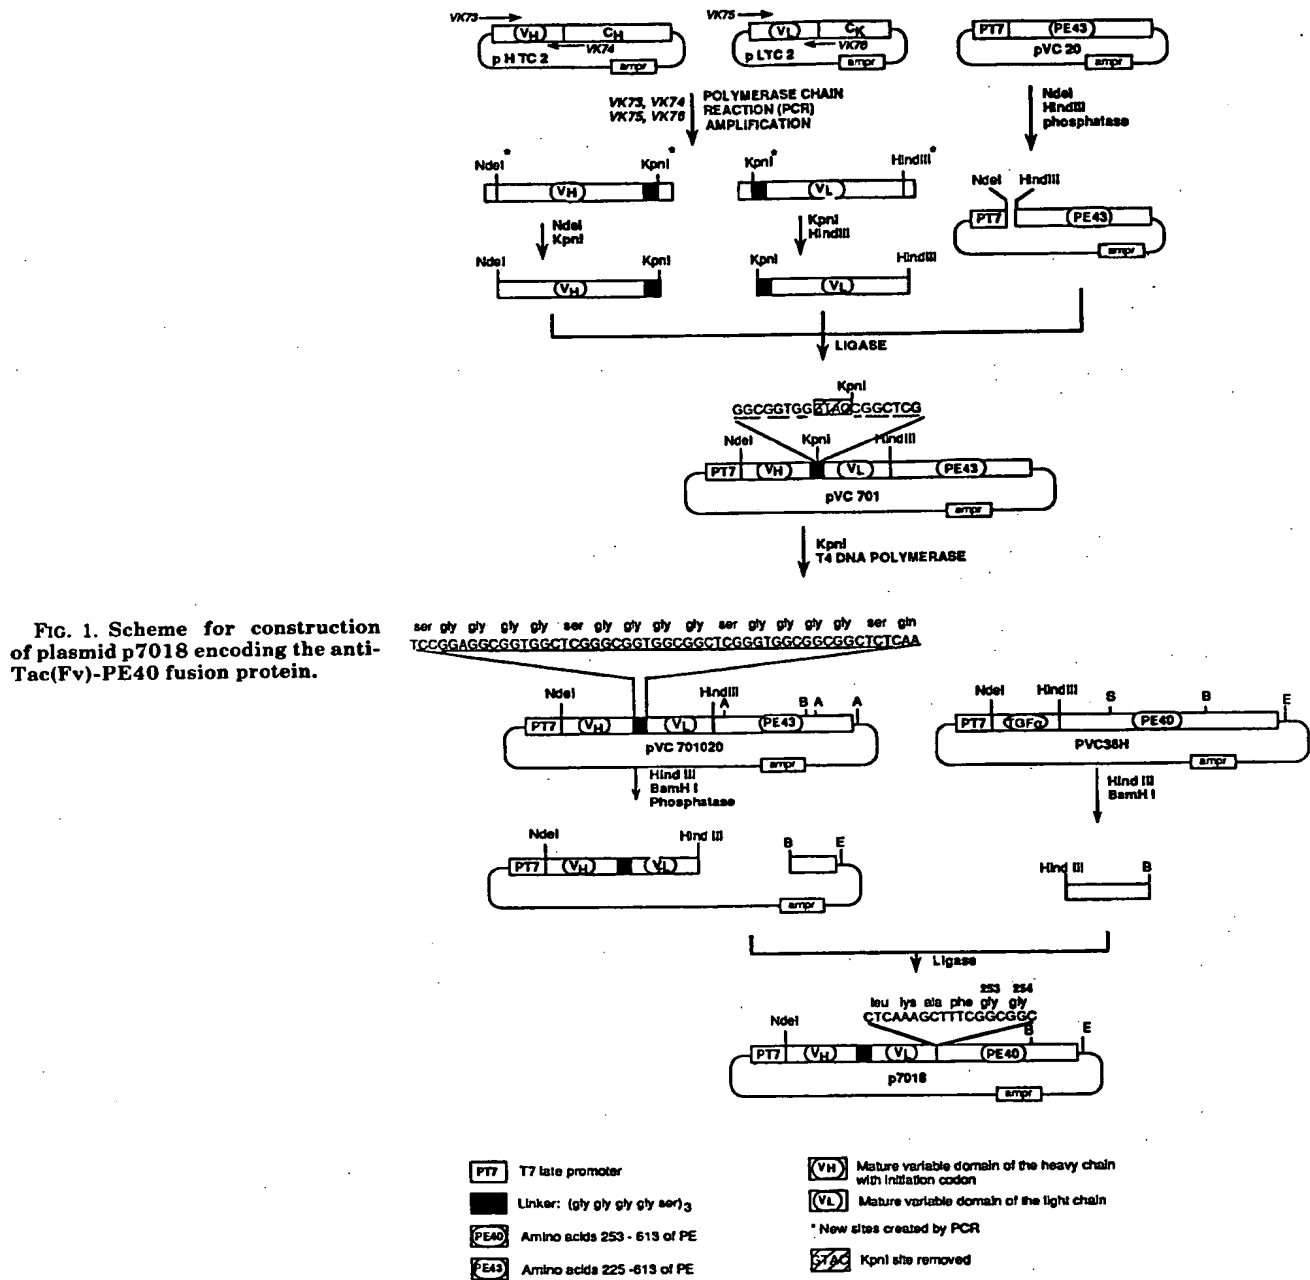 VK73
VH CH
VK74
p HTC 2
ampr
VK75
VL CK
VK76
p LTC 2
ampr
PT7 PE43
pVC 20
ampr
VK73, VK74
VK75, VK76
POLYMERASE CHAIN
REACTION (PCR)
AMPLIFICATION
NdeI
HindIII
phosphatase
NdeI* KpnI*
VH
KpnI* HindIII*
VL
NdeI HindIII
PT7 PE43
ampr
NdeI
KpnI
KpnI
HindIII
NdeI KpnI
VH
KpnI HindIII
VL
LIGASE
KpnI
GGCGGTGGGTACCGGCTCG
NdeI KpnI HindIII
PT7 VH VL PE43
pVC 701
ampr
KpnI
T4 DNA POLYMERASE
FIG. 1. Scheme for construction
of plasmid p7018 encoding the anti-
Tac(Fv)-PE40 fusion protein.
ser gly gly gly gly ser gly gly gly gly ser gly gly gly gly ser gln
TCCGGAGGCGGTGGCTCGGGCGGTGGCGGCTCGGGTGGCGGCGGCTCTCAA
NdeI HindIII A B A A
PT7 VH VL PE43
pVC 701020
ampr
NdeI HindIII S B E
PT7 TGFα PE40
PVC38H
ampr
Hind III
BamH I
Phosphatase
Hind III
BamH I
NdeI Hind III B E
PT7 VH VL
ampr
Hind III B
Ligase
253 254
leu lys ala phe gly gly
CTCAAAGCTTTCGGCGGC
NdeI B E
PT7 VH VL PE40
p7018
ampr
PT7 T7 late promoter
Linker: (gly gly gly gly ser)3
PE40 Amino acids 253 - 613 of PE
PE43 Amino acids 225 -613 of PE
VH Mature variable domain of the heavy chain
with initiation codon
VL Mature variable domain of the light chain
* New sites created by PCR
GTAC KpnI site removed